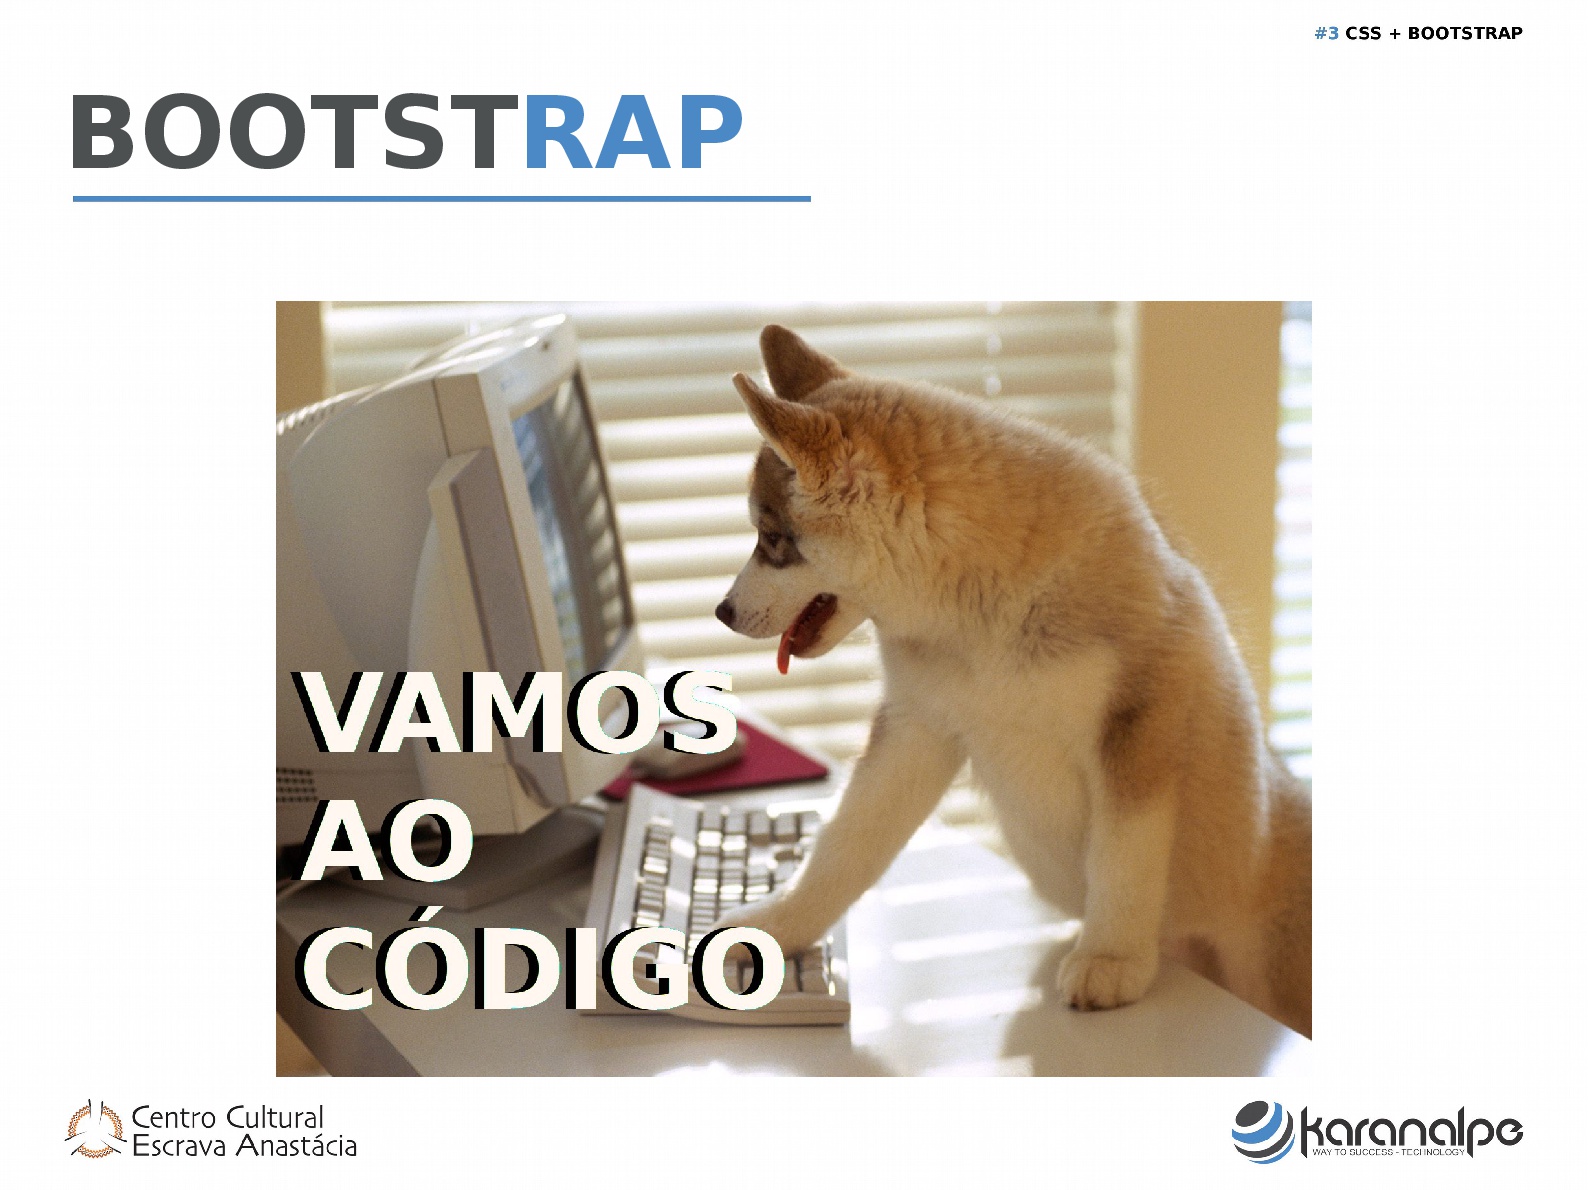 #3 CSS + BOOTSTRAP
BOOTSTRAP
VAMOS
AO
CÓDIGO
Centro Cultural
Escrava Anastácia
karanalpe
WAY TO SUCCESS - TECHNOLOGY